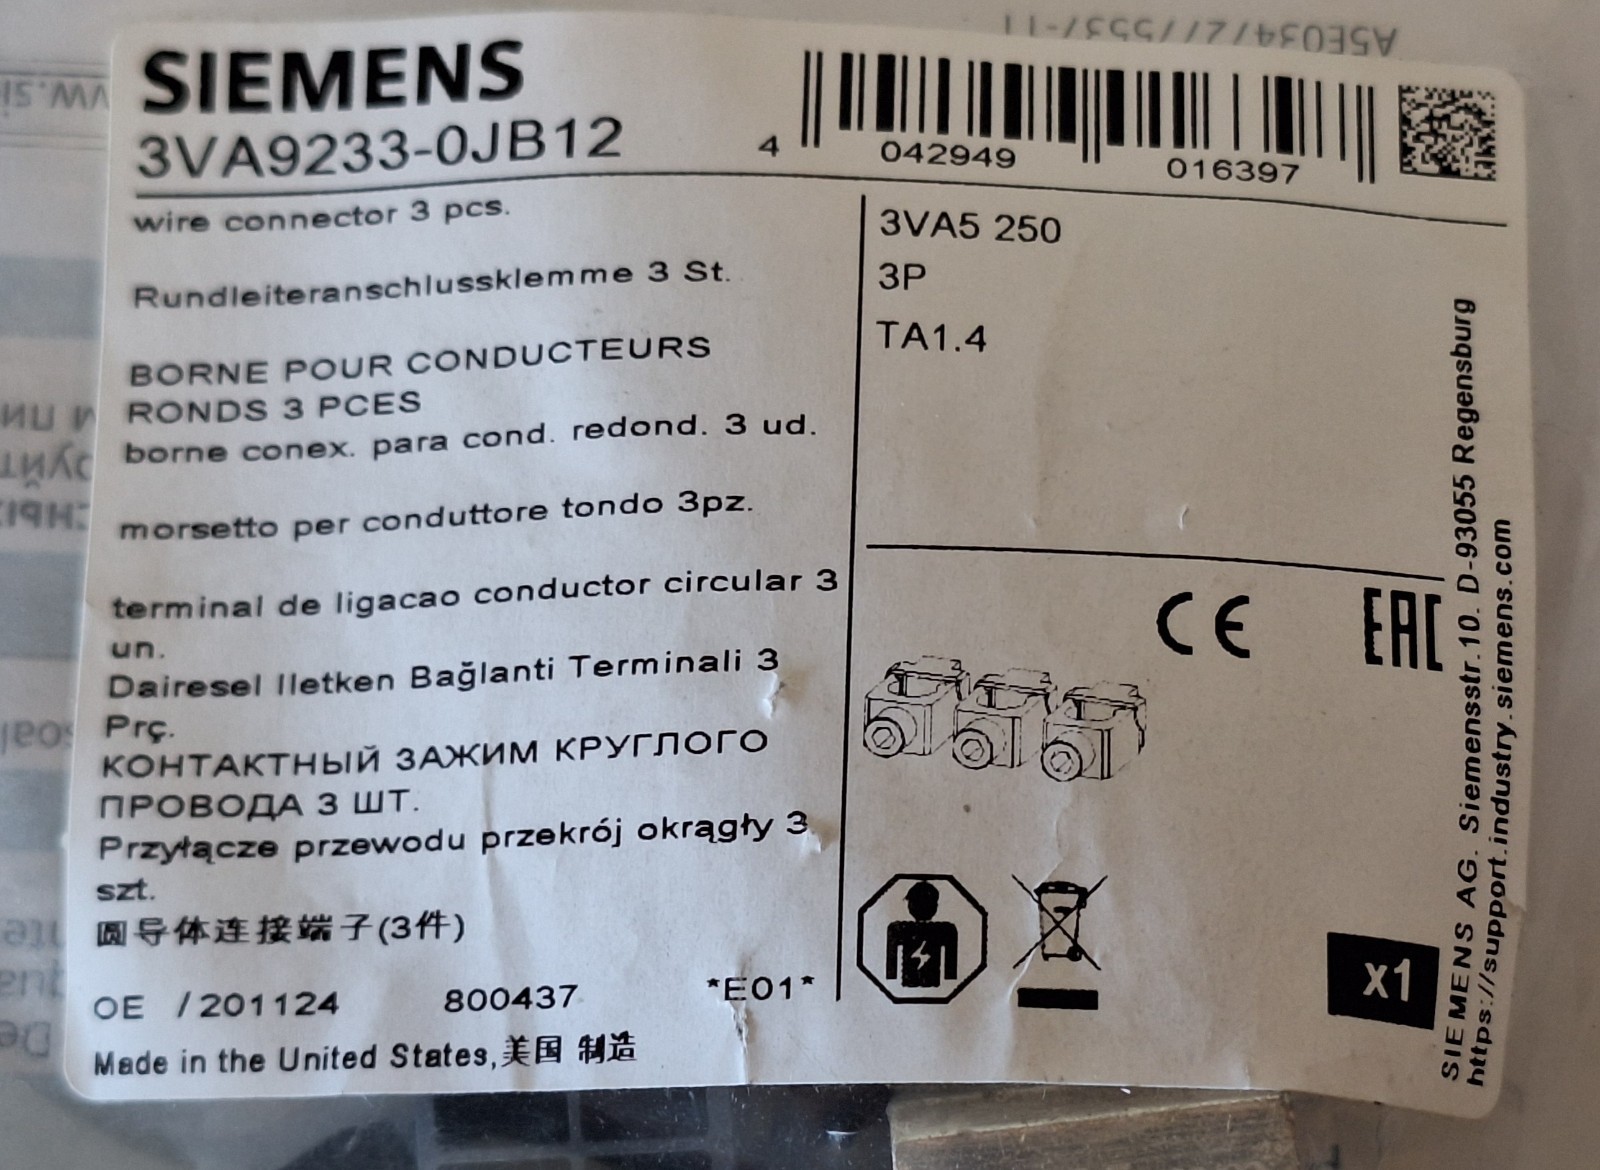 SIEMENS
3VA9233-0JB12
4 042949 016397
wire connector 3 pcs.
Rundleiteranschlussklemme 3 St.
BORNE POUR CONDUCTEURS
RONDS 3 PCES
borne conex. para cond. redond. 3 ud.
morsetto per conduttore tondo 3pz.
terminal de ligacao conductor circular 3
un.
Dairesel Iletken Bağlanti Terminali 3
Prç.
КОНТАКТНЫЙ ЗАЖИМ КРУГЛОГО
ПРОВОДА 3 ШТ.
Przyłącze przewodu przekrój okrągły 3
szt.
圆导体连接端子(3件)
OE /201124 800437 *E01*
Made in the United States,美国 制造
3VA5 250
3P
TA1.4
CE
EAC
x1
SIEMENS AG. Siemensstr.10. D-93055 Regensburg
https://support.industry.siemens.com